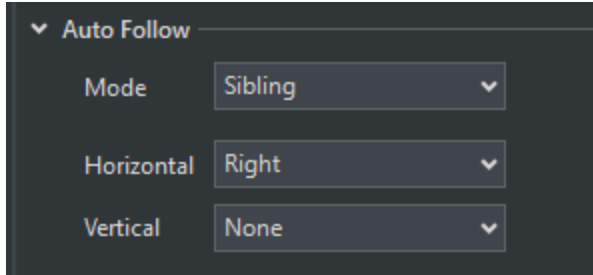 Auto Follow
Mode Sibling
Horizontal Right
Vertical None